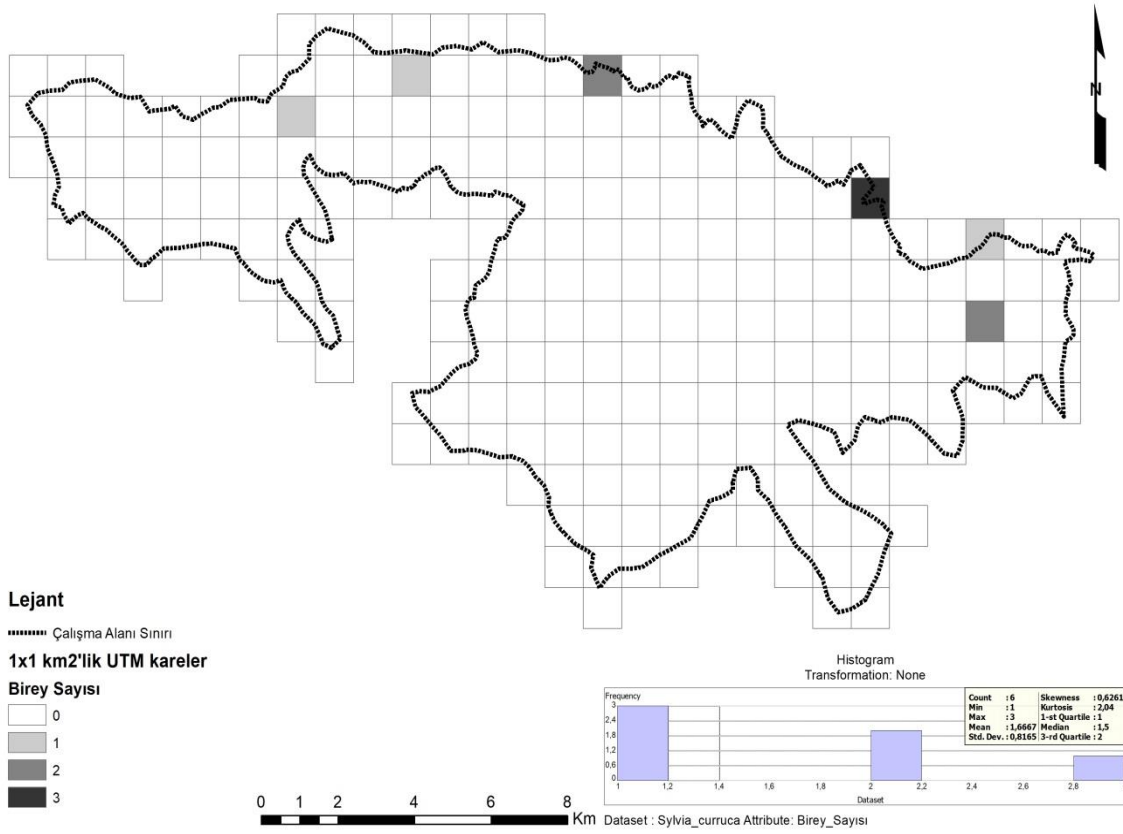 N
Lejant
Çalışma Alanı Sınırı
1x1 km2'lik UTM kareler
Birey Sayısı
0
1
2
3
0 1 2 4 6 8
Km
Histogram
Transformation: None
Frequency
3
2,4
1,8
1,2
0,6
0
1 1,2 1,4 1,6 1,8 2 2,2 2,4 2,6 2,8
Dataset
Count : 6 Skewness : 0,6261
Min : 1 Kurtosis : 2,04
Max : 3 1-st Quartile : 1
Mean : 1,6667 Median : 1,5
Std. Dev. : 0,8165 3-rd Quartile : 2
Dataset : Sylvia_curruca Attribute: Birey_Sayısı